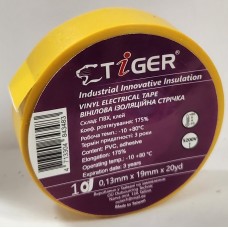 TiGER
Industrial Innovative Insulation
VINYL ELECTRICAL TAPE
ВІНІЛОВА ІЗОЛЯЦІЙНА СТРІЧКА
Склад: ПВХ, клей
Коеф. розтягування: 175%
Робоча темп.: -10 +80°C
Термін придатності 3 роки
Content: PVC, adhesive
Elongation: 175%
Operating temp.: -10 +80 °C
Expiration date: 3 years
10
0,13mm x 19mm x 20yd
Made in Taiwan